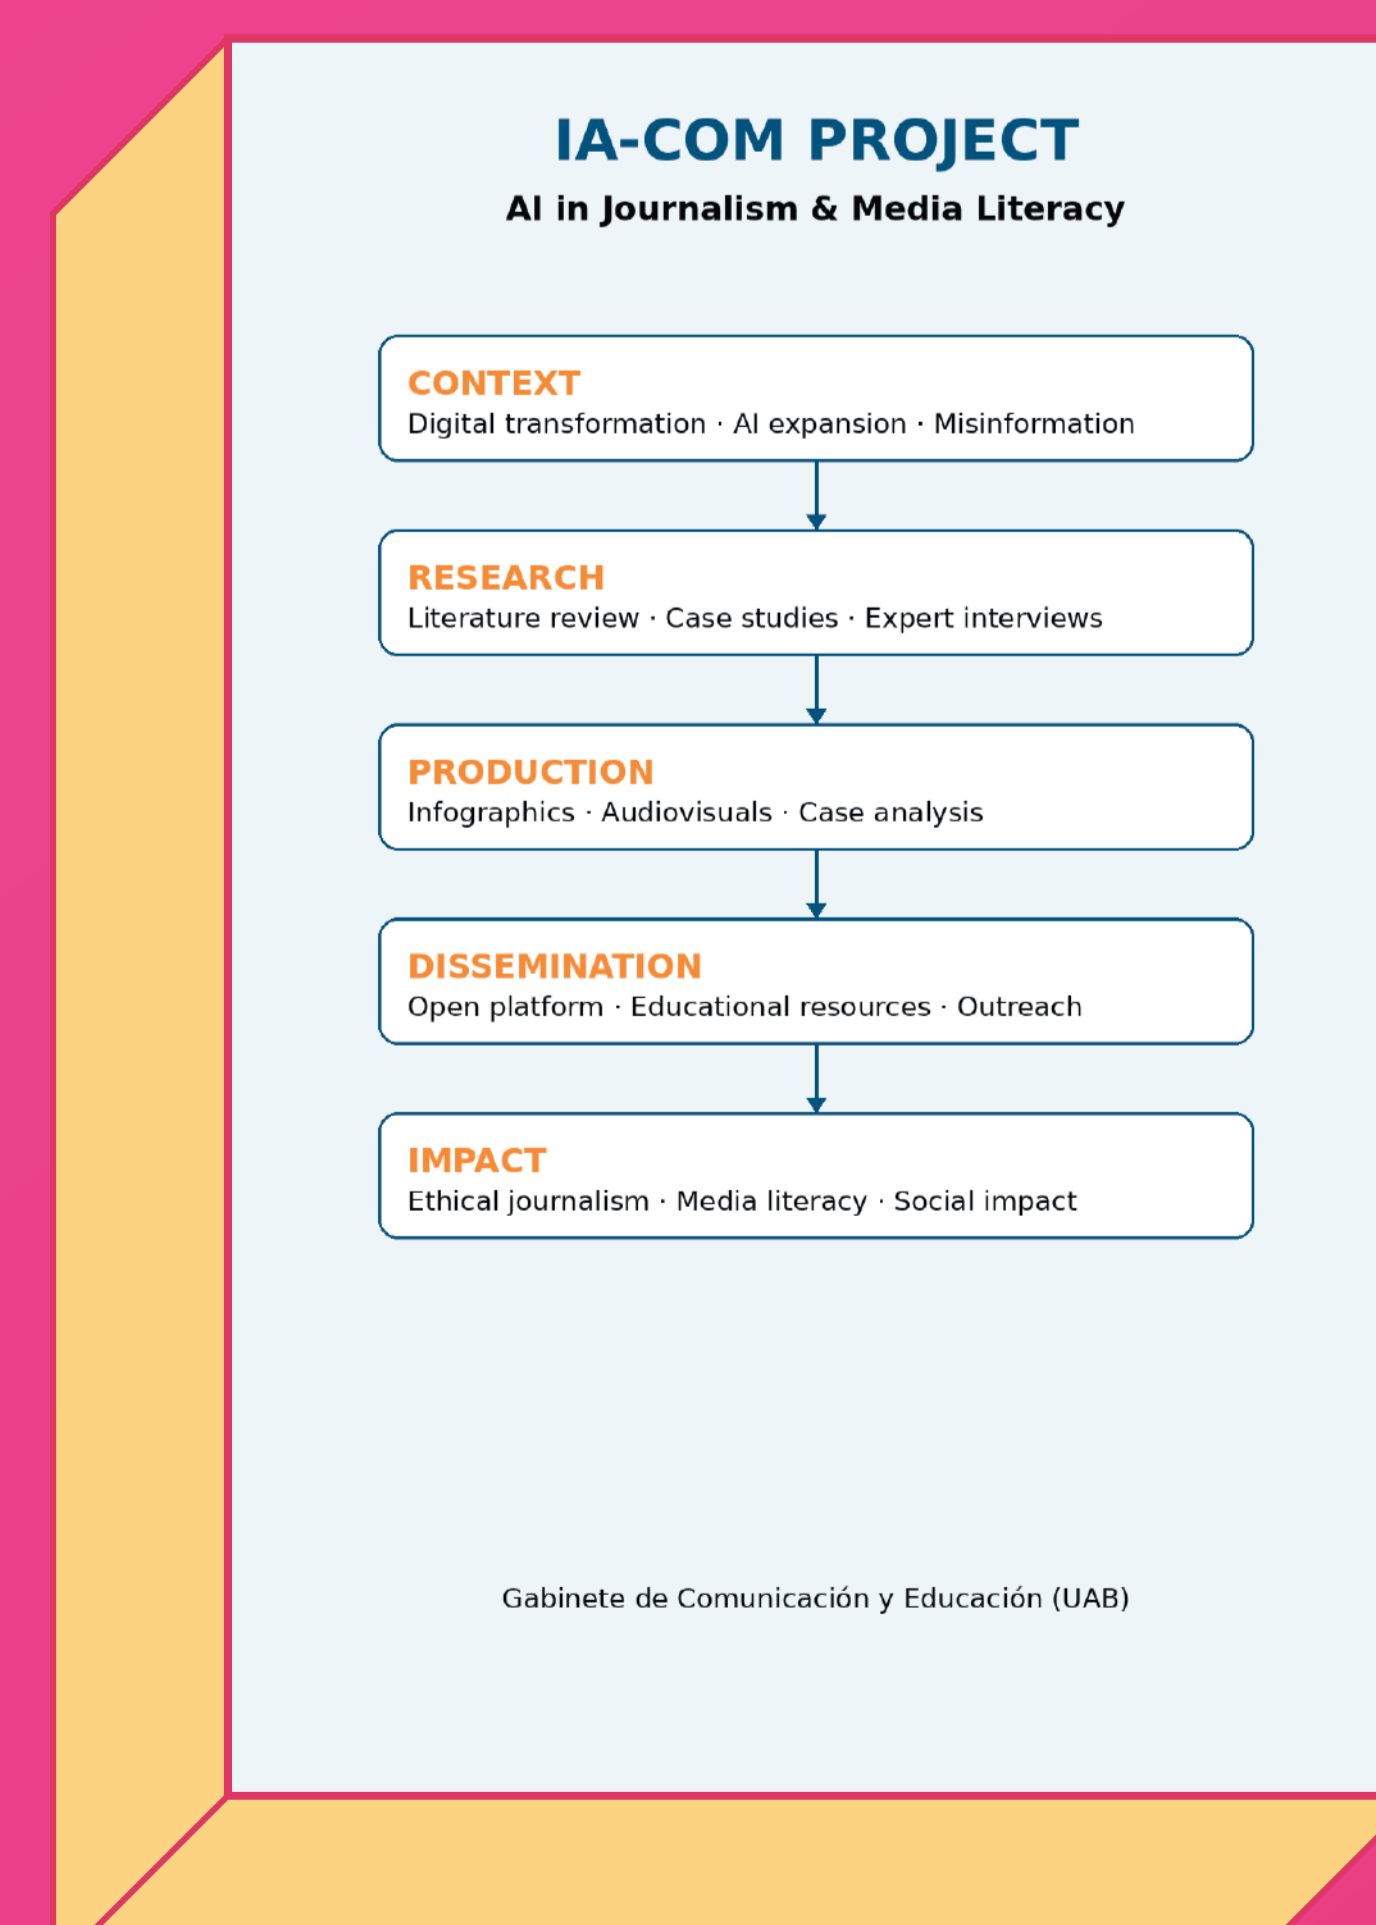 IA-COM PROJECT
AI in Journalism & Media Literacy
CONTEXT
Digital transformation · AI expansion · Misinformation
RESEARCH
Literature review · Case studies · Expert interviews
PRODUCTION
Infographics · Audiovisuals · Case analysis
DISSEMINATION
Open platform · Educational resources · Outreach
IMPACT
Ethical journalism · Media literacy · Social impact
Gabinete de Comunicación y Educación (UAB)